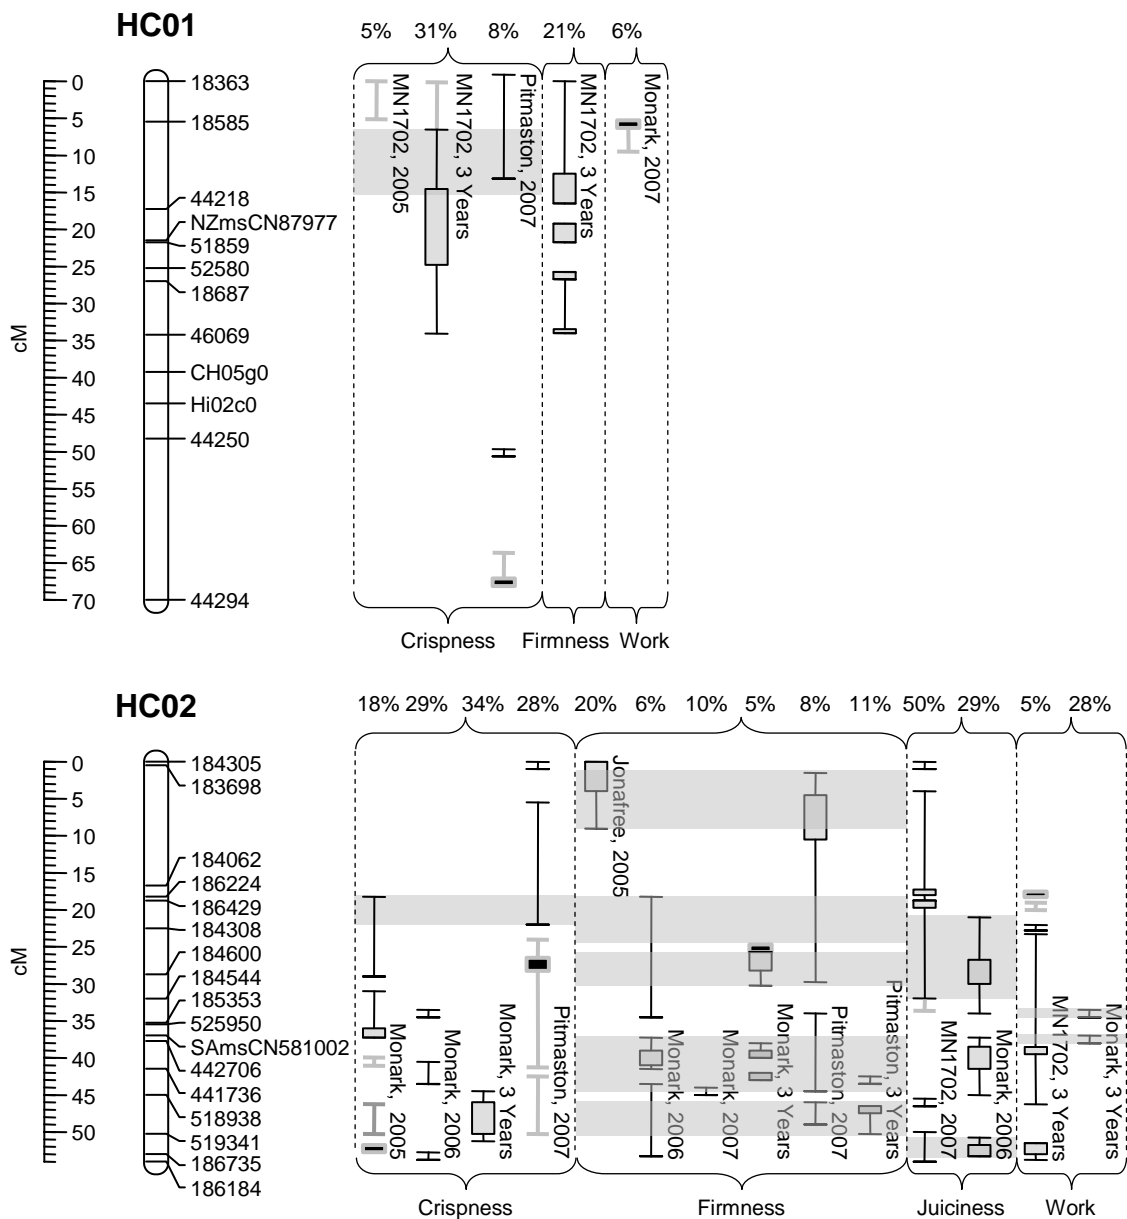 HC01
5% 31% 8% 21% 6%
0
5
10
15
20
25
30
35
40
45
50
55
60
65
70
cM
18363
18585
44218
NZmsCN87977
51859
52580
18687
46069
CH05g0
Hi02c0
44250
44294
MN1702, 2005
MN1702, 3 Years
Pitmaston, 2007
MN1702, 3 Years
Monark, 2007
Crispness Firmness Work
HC02
18% 29% 34% 28% 20% 6% 10% 5% 8% 11% 50% 29% 5% 28%
0
5
10
15
20
25
30
35
40
45
50
cM
184305
183698
184062
186224
186429
184308
184600
184544
185353
525950
SAmsCN581002
442706
441736
518938
519341
186735
186184
Monark, 2005
Monark, 2006
Monark, 3 Years
Pitmaston, 2007
Jonafree, 2005
Monark, 2006
Monark, 2007
Monark, 3 Years
Pitmaston, 2007
Pitmaston, 3 Years
MN1702, 2007
Monark, 2006
MN1702, 3 Years
Monark, 3 Years
Crispness Firmness Juiciness Work